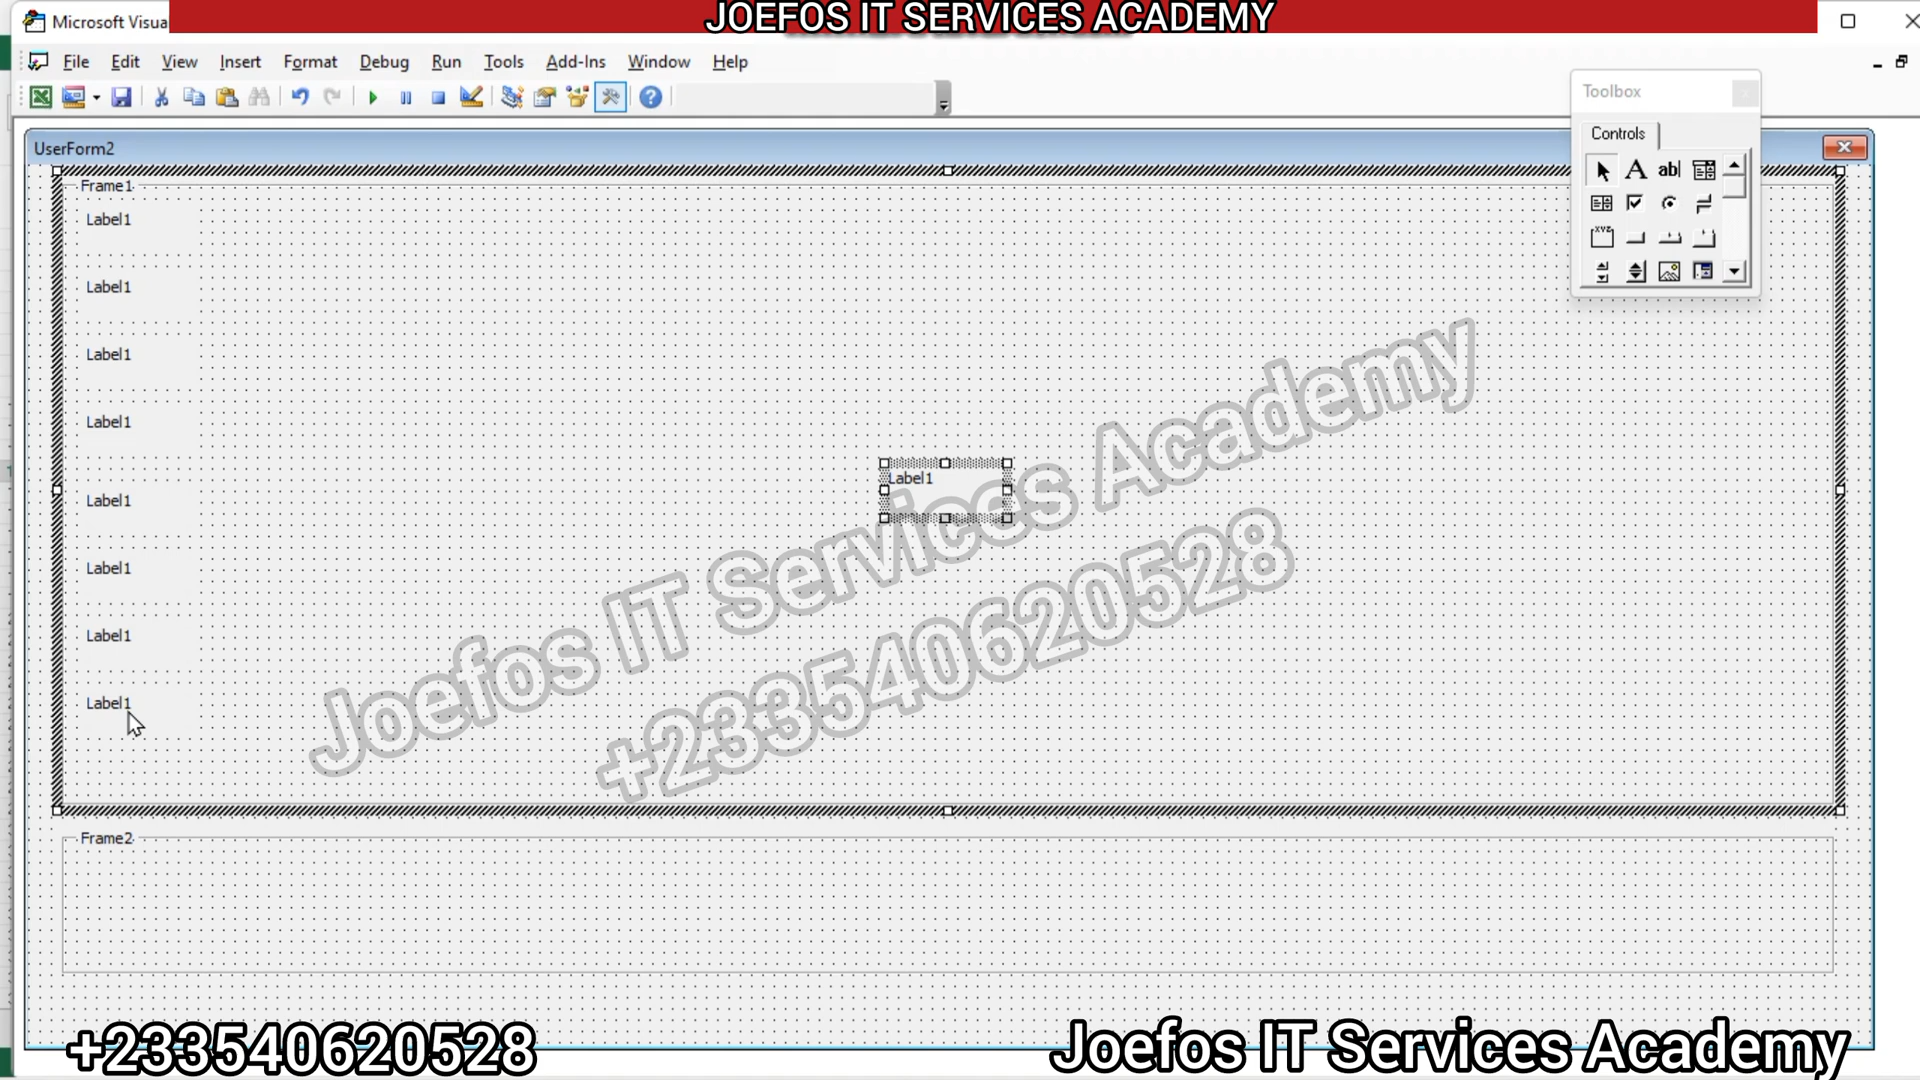 JOEFOS IT SERVICES ACADEMY
Microsoft Visua
File Edit View Insert Format Debug Run Tools Add-Ins Window Help
Toolbox
Controls
A ab|
xyz
UserForm2
Frame1
Label1
Label1
Label1
Label1
Label1
Label1
Label1
Label1
Label1
Joefos IT Services Academy
+233540620528
Frame2
+233540620528
Joefos IT Services Academy